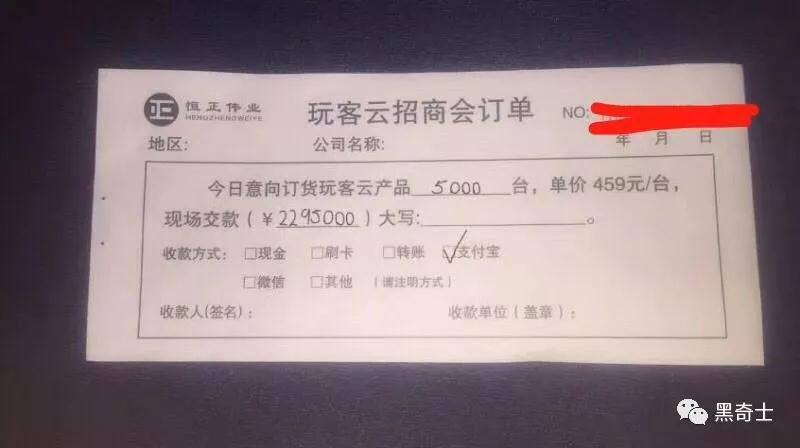 恒正伟业
HENGZHENGWEIYE
玩客云招商会订单
NO:
地区: 公司名称: 年 月 日
今日意向订货玩客云产品 5000 台，单价 459元/台，
现场交款（¥2295000）大写:。
收款方式: □现金 □刷卡 □转账 ☑支付宝
□微信 □其他 （请注明方式）
收款人(签名)： 收款单位（盖章）：
黑奇士